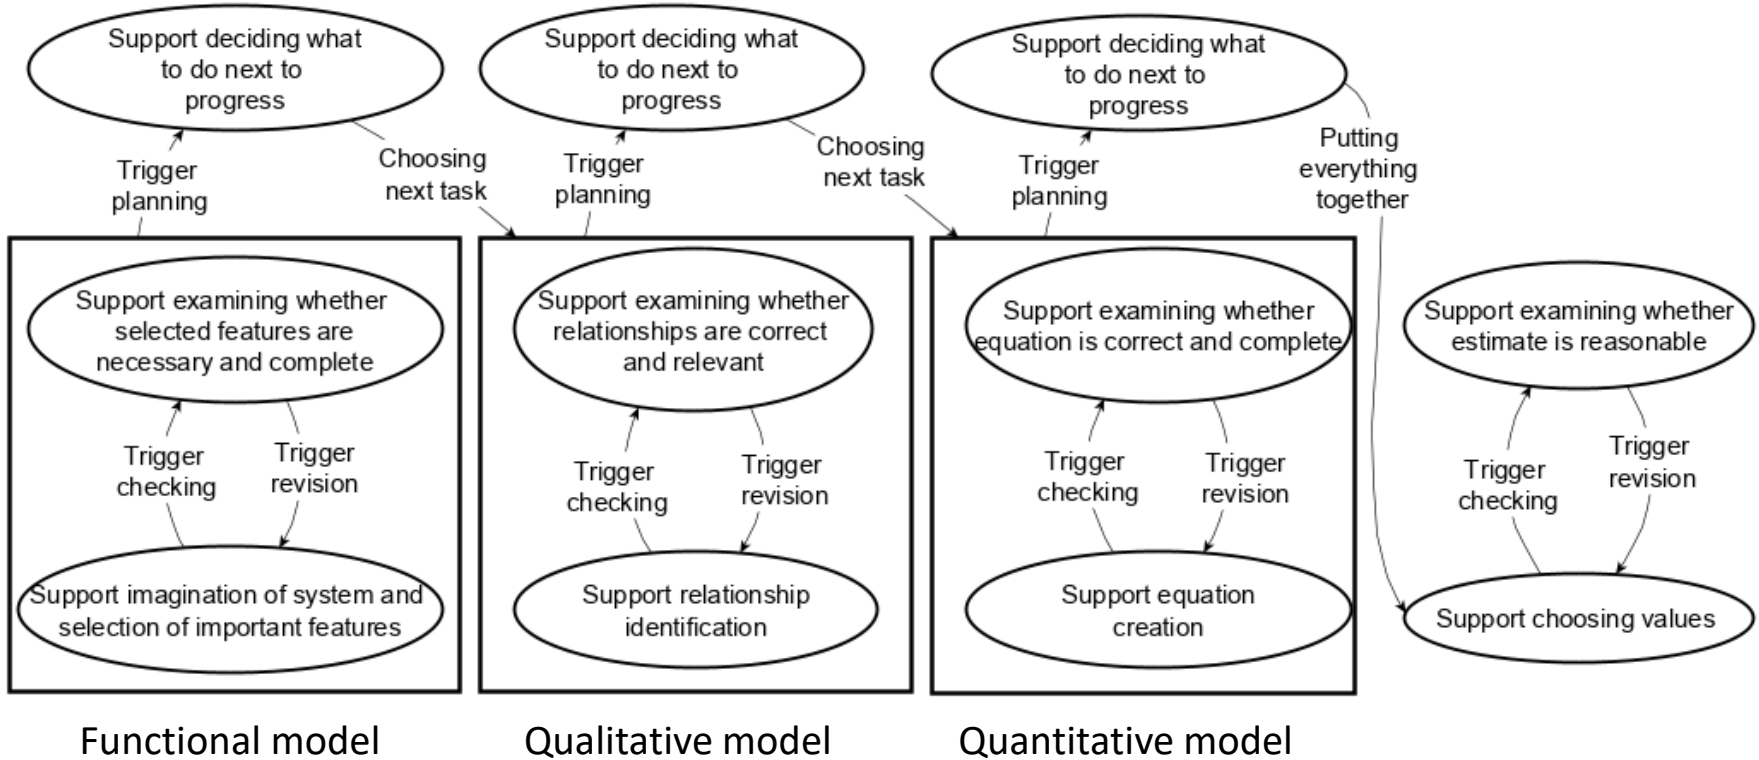 Support deciding what
to do next to
progress
Support deciding what
to do next to
progress
Support deciding what
to do next to
progress
Trigger
planning
Choosing
next task
Trigger
planning
Choosing
next task
Trigger
planning
Putting
everything
together
Support examining whether
selected features are
necessary and complete
Trigger
checking
Trigger
revision
Support imagination of system and
selection of important features
Support examining whether
relationships are correct
and relevant
Trigger
checking
Trigger
revision
Support relationship
identification
Support examining whether
equation is correct and complete
Trigger
checking
Trigger
revision
Support equation
creation
Support examining whether
estimate is reasonable
Trigger
checking
Trigger
revision
Support choosing values
Functional model
Qualitative model
Quantitative model